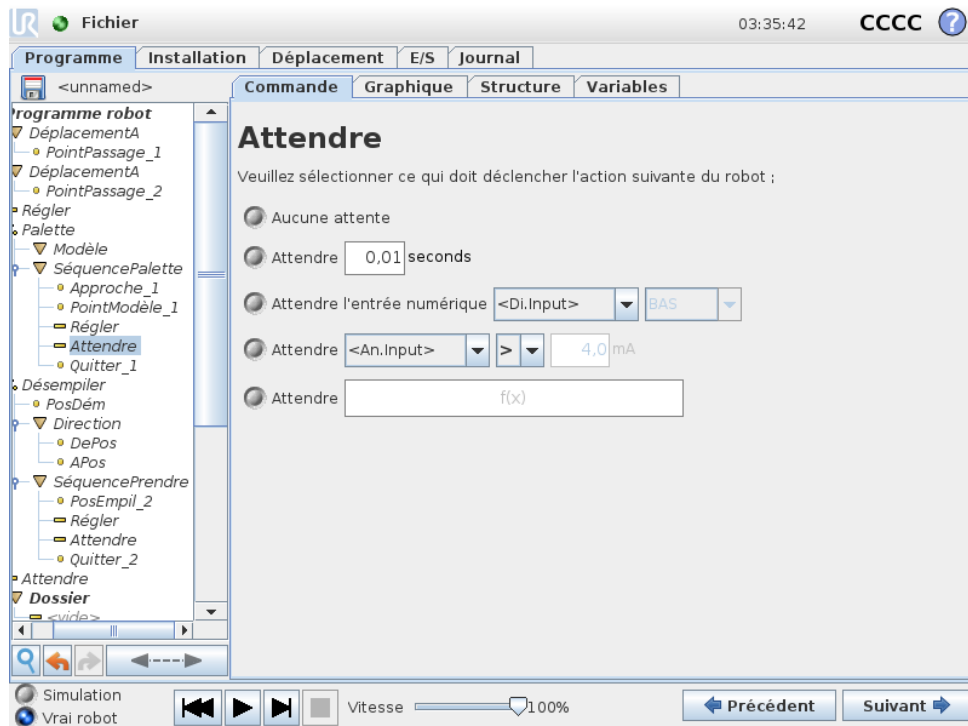 Fichier 03:35:42 CCCC ?
Programme Installation Déplacement E/S Journal
<unnamed>
Commande Graphique Structure Variables
Programme robot
DéplacementA
PointPassage_1
DéplacementA
PointPassage_2
Régler
Palette
Modèle
SéquencePalette
Approche_1
PointModèle_1
Régler
Attendre
Quitter_1
Désempiler
PosDém
Direction
DePos
APos
SéquencePrendre
PosEmpil_2
Régler
Attendre
Quitter_2
Attendre
Dossier
<vide>
Attendre
Veuillez sélectionner ce qui doit déclencher l'action suivante du robot ;
Aucune attente
Attendre 0,01 seconds
Attendre l'entrée numérique <Di.Input> BAS
Attendre <An.Input> > 4,0 mA
Attendre f(x)
Simulation
Vrai robot
Vitesse 100%
Précédent Suivant